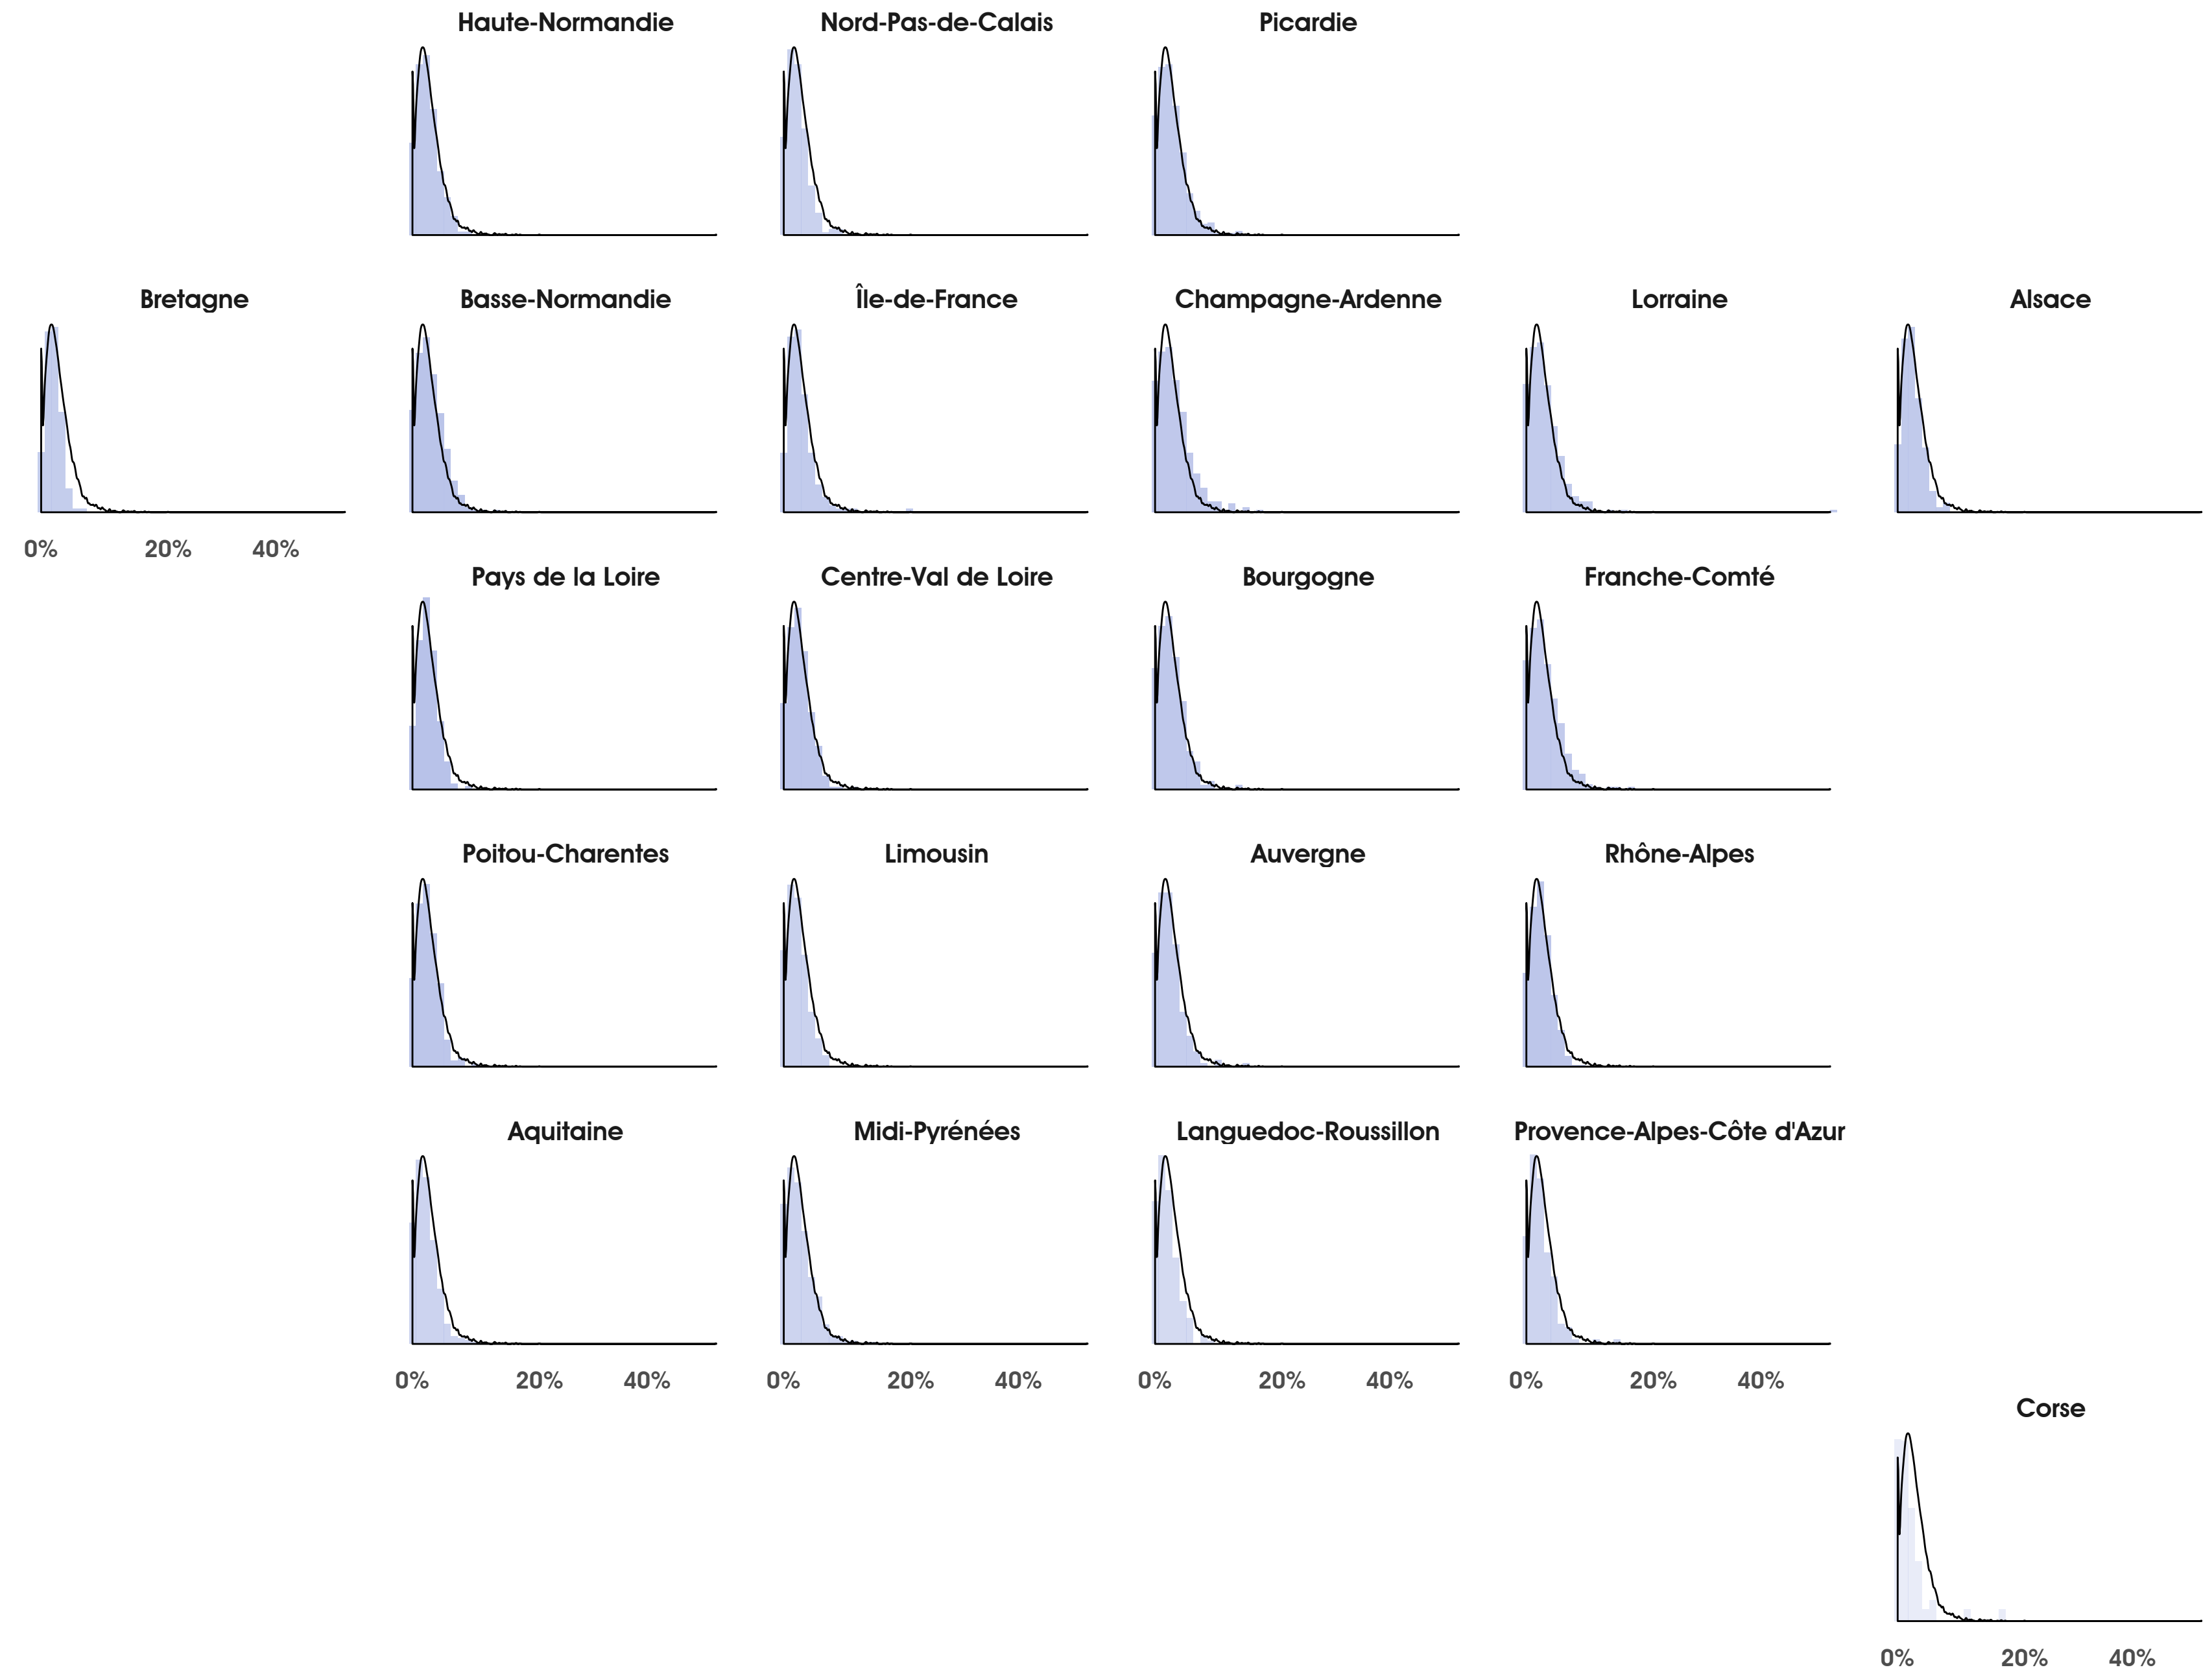 Haute-Normandie
Nord-Pas-de-Calais
Picardie
Bretagne
Basse-Normandie
Île-de-France
Champagne-Ardenne
Lorraine
Alsace
0% 20% 40%
Pays de la Loire
Centre-Val de Loire
Bourgogne
Franche-Comté
Poitou-Charentes
Limousin
Auvergne
Rhône-Alpes
Aquitaine
Midi-Pyrénées
Languedoc-Roussillon
Provence-Alpes-Côte d'Azur
0% 20% 40%
0% 20% 40%
0% 20% 40%
0% 20% 40%
Corse
0% 20% 40%